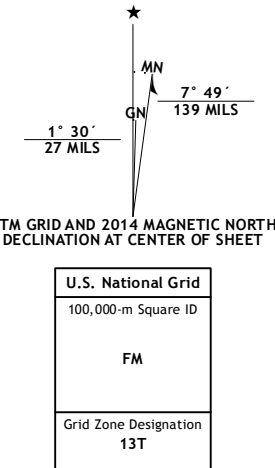 MN
GN
7° 49´
139 MILS
1° 30´
27 MILS
TM GRID AND 2014 MAGNETIC NORTH
DECLINATION AT CENTER OF SHEET
U.S. National Grid
100,000-m Square ID
FM
Grid Zone Designation
13T